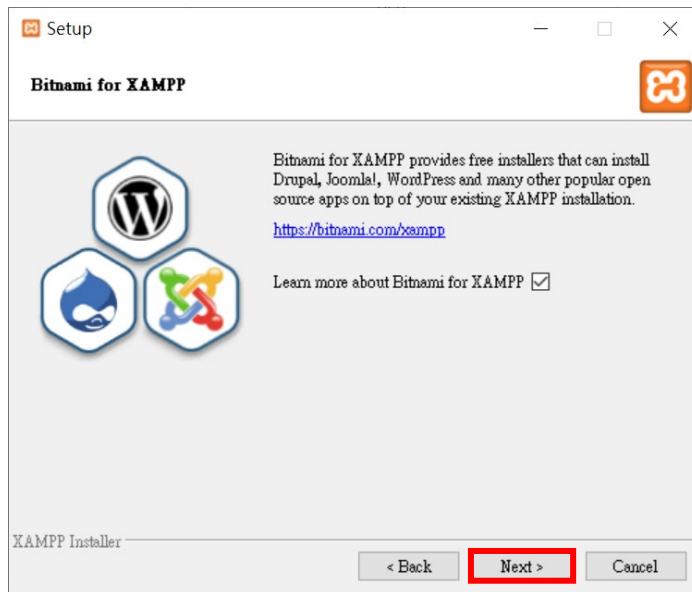 Setup
Bitnami for XAMPP
Bitnami for XAMPP provides free installers that can install
Drupal, Joomla!, WordPress and many other popular open
source apps on top of your existing XAMPP installation.
https://bitnami.com/xampp
Learn more about Bitnami for XAMPP
XAMPP Installer
< Back
Next >
Cancel